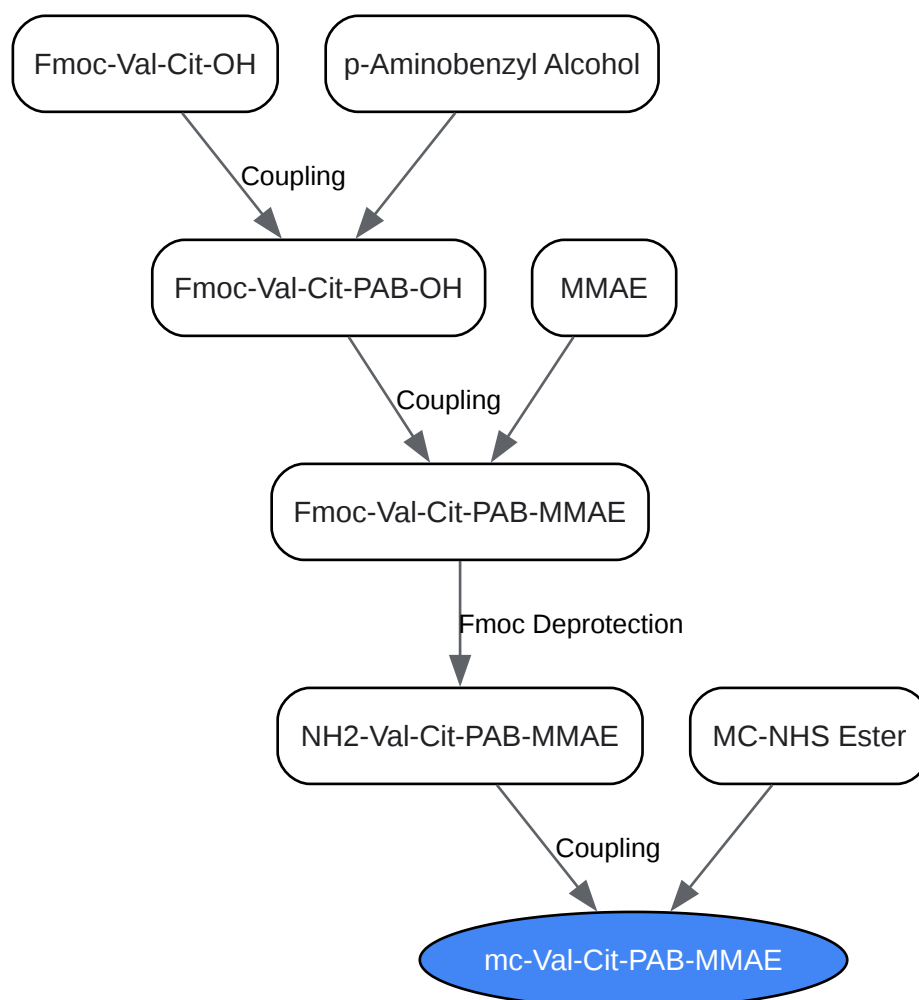 Fmoc-Val-Cit-OH
p-Aminobenzyl Alcohol
Coupling
Fmoc-Val-Cit-PAB-OH
MMAE
Coupling
Fmoc-Val-Cit-PAB-MMAE
Fmoc Deprotection
NH2-Val-Cit-PAB-MMAE
MC-NHS Ester
Coupling
mc-Val-Cit-PAB-MMAE